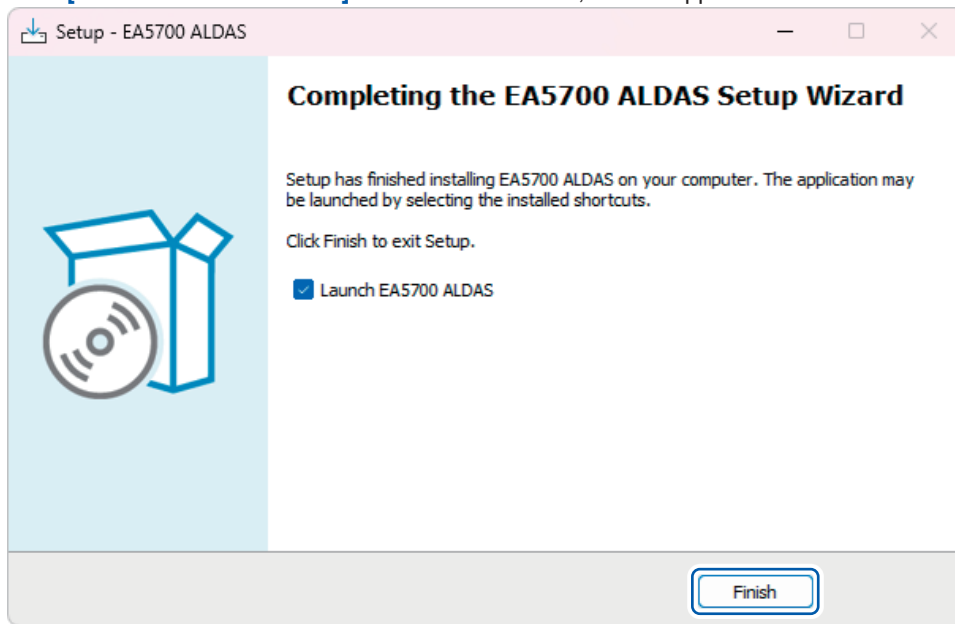 Setup - EA5700 ALDAS
Completing the EA5700 ALDAS Setup Wizard
Setup has finished installing EA5700 ALDAS on your computer. The application may
be launched by selecting the installed shortcuts.
Click Finish to exit Setup.
Launch EA5700 ALDAS
Finish